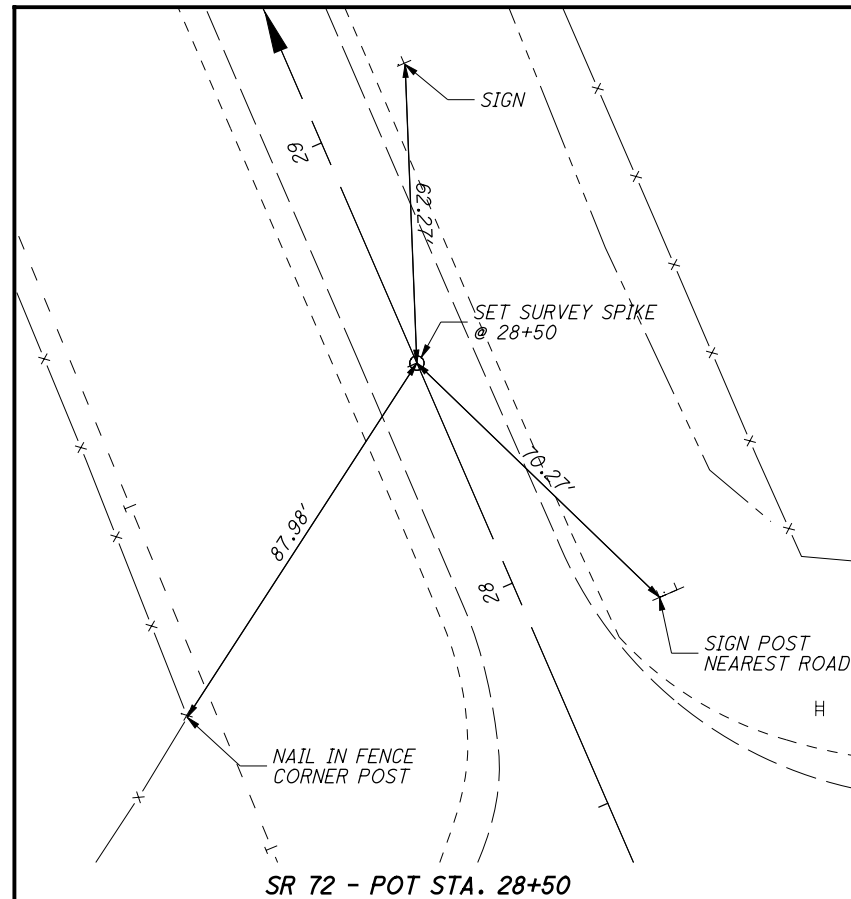 SIGN
29
62.27'
SET SURVEY SPIKE
@ 28+50
70.27'
87.98'
28
SIGN POST
NEAREST ROAD
NAIL IN FENCE
CORNER POST
SR 72 - POT STA. 28+50